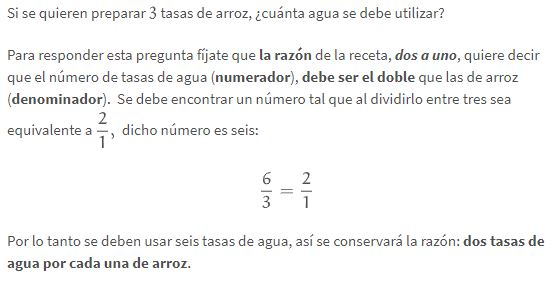 Si se quieren preparar 3 tasas de arroz, ¿cuánta agua se debe utilizar?
Para responder esta pregunta fíjate que la razón de la receta, dos a uno, quiere decir
que el número de tasas de agua (numerador), debe ser el doble que las de arroz
(denominador). Se debe encontrar un número tal que al dividirlo entre tres sea
equivalente a 2/1, dicho número es seis:
6/3 = 2/1
Por lo tanto se deben usar seis tasas de agua, así se conservará la razón: dos tasas de
agua por cada una de arroz.